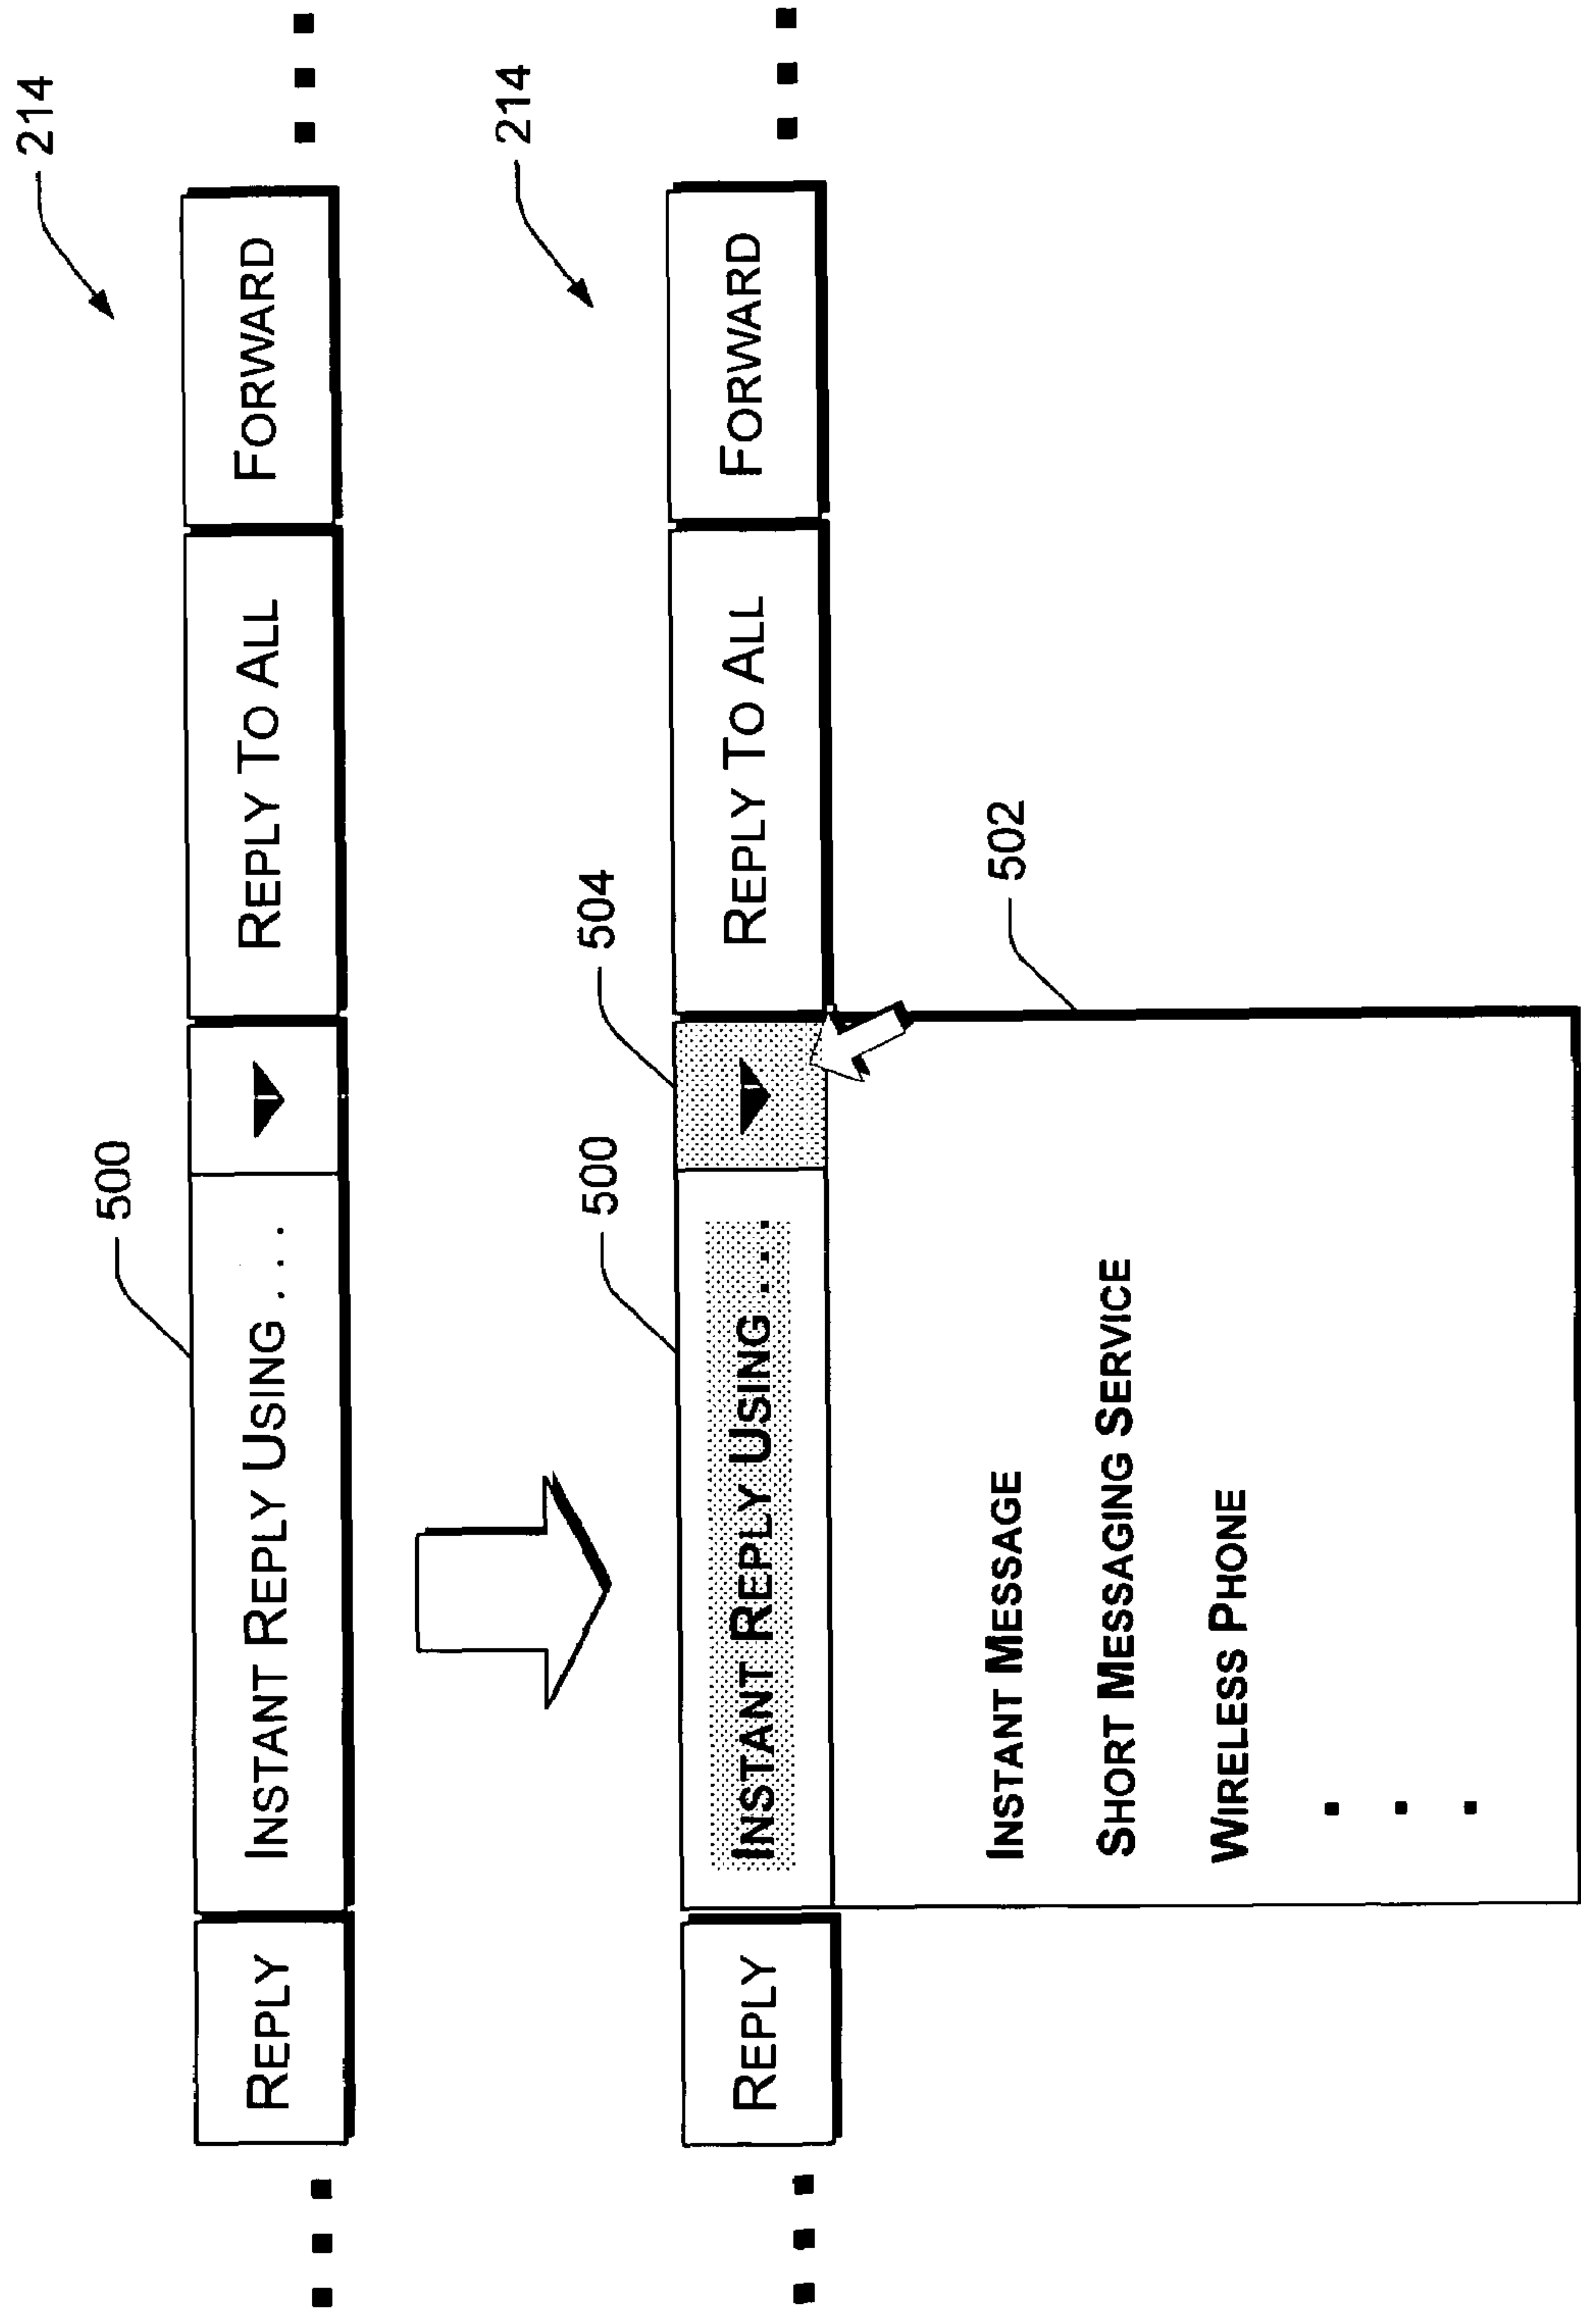 214
500
REPLY
INSTANT REPLY USING . . .
REPLY TO ALL
FORWARD
214
500
504
REPLY
INSTANT REPLY USING . . .
REPLY TO ALL
FORWARD
502
INSTANT MESSAGE
SHORT MESSAGING SERVICE
WIRELESS PHONE